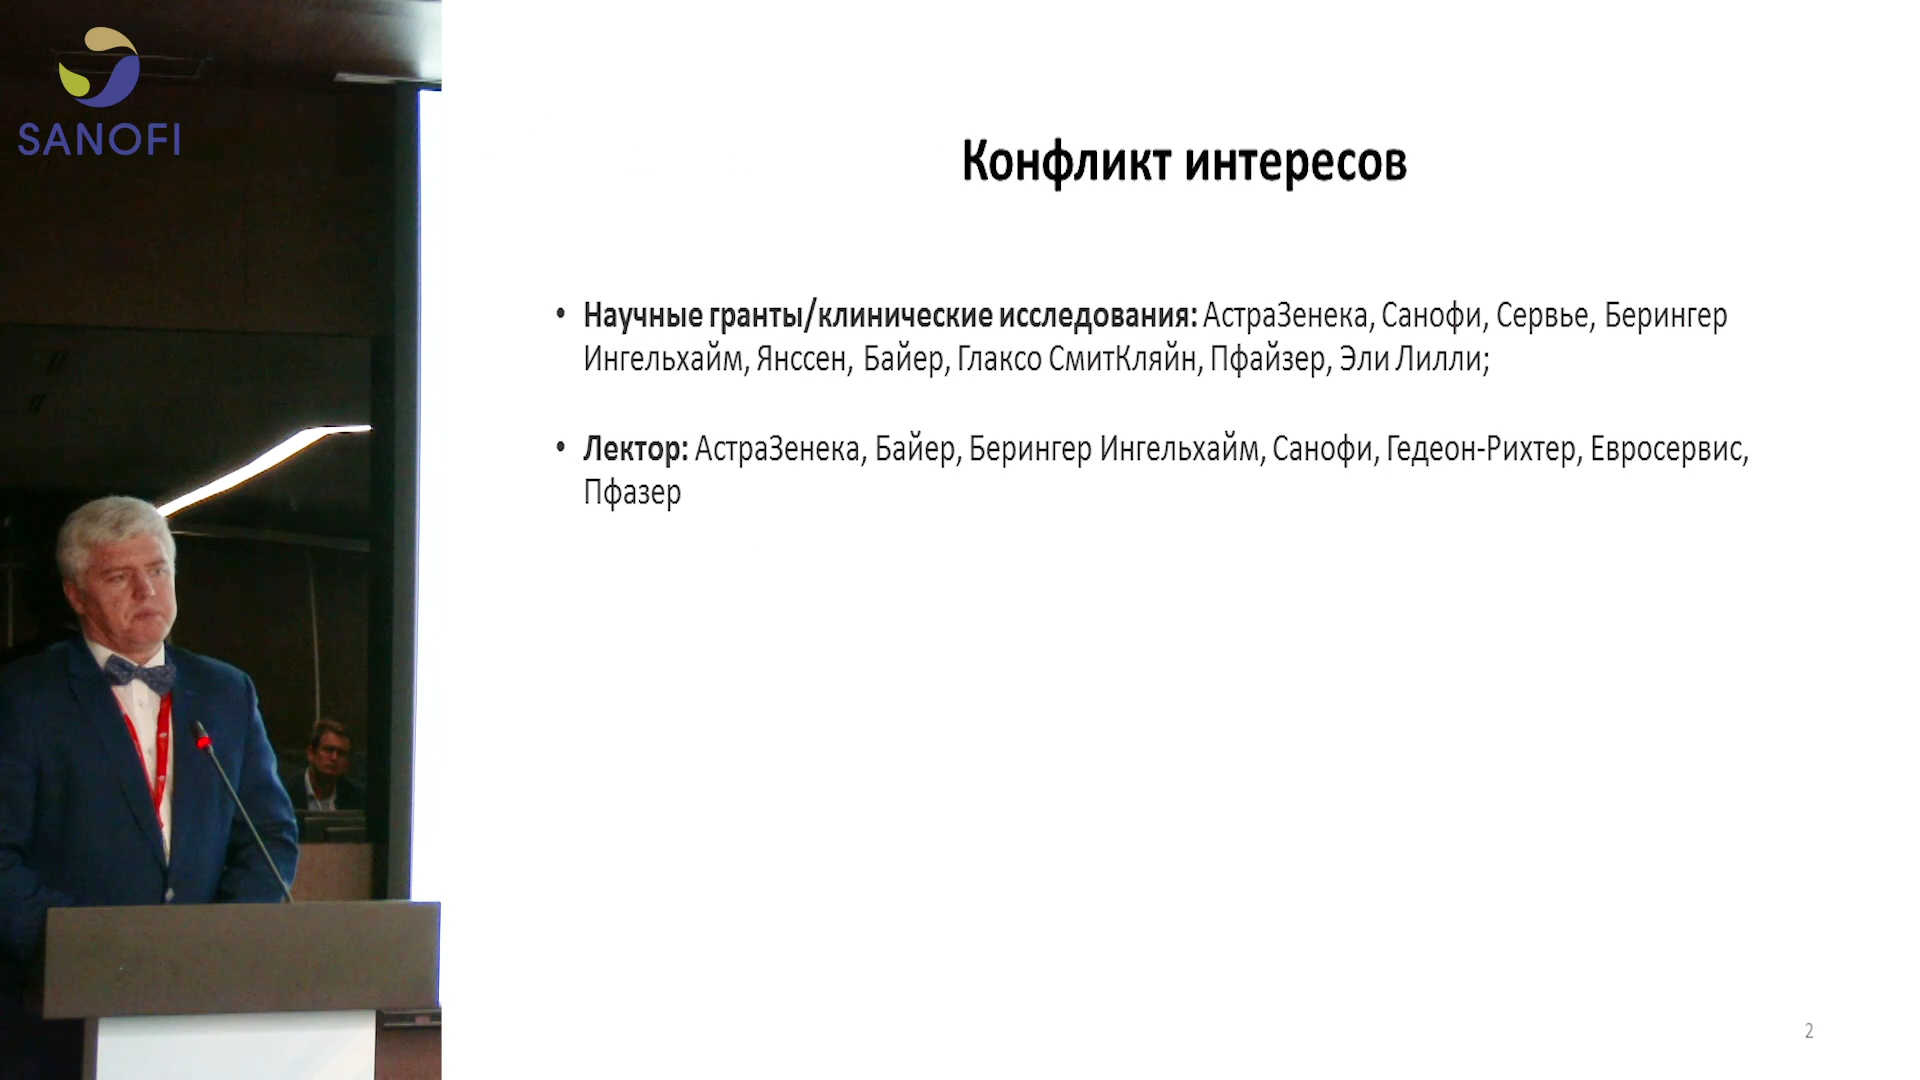 SANOFI
Конфликт интересов
• Научные гранты/клинические исследования: АстраЗенека, Санофи, Сервье, Берингер
Ингельхайм, Янссен, Байер, Глаксо СмитКляйн, Пфайзер, Эли Лилли;
• Лектор: АстраЗенека, Байер, Берингер Ингельхайм, Санофи, Гедеон-Рихтер, Евросервис,
Пфазер
2